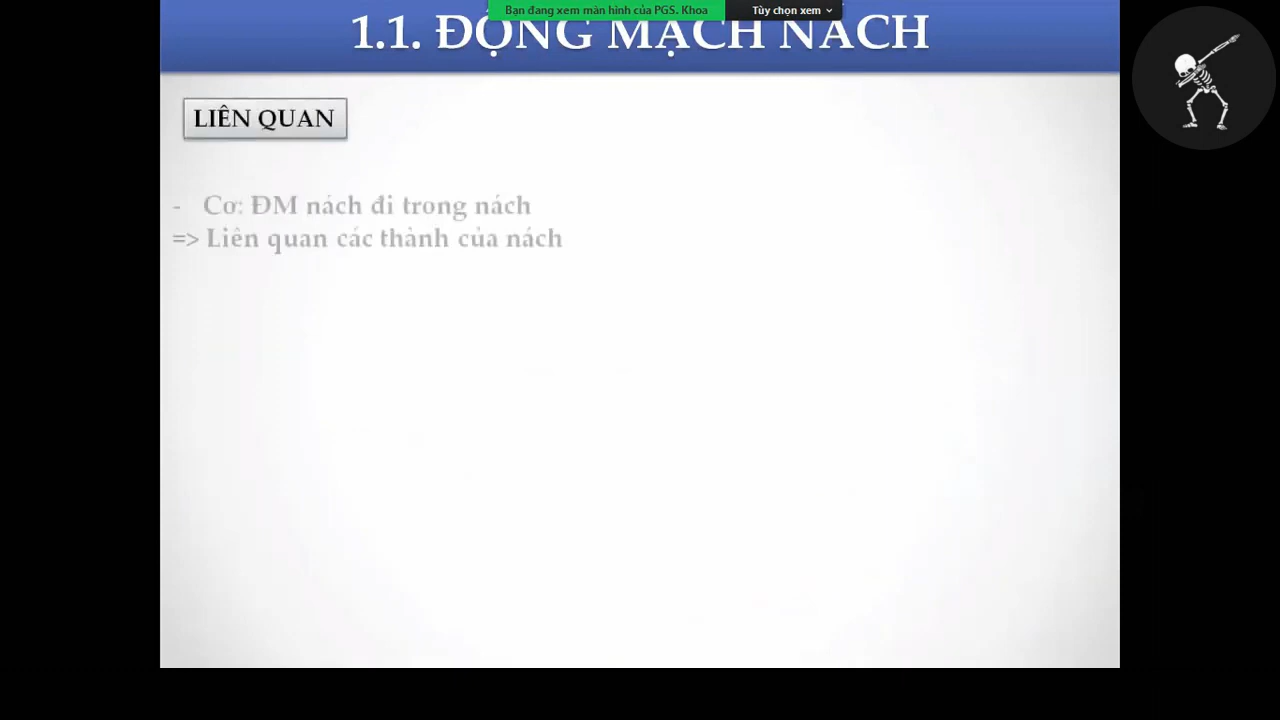 Bạn đang xem màn hình của PGS. Khoa
Tùy chọn xem
1.1. ĐỘNG MẠCH NÁCH
LIÊN QUAN
- Cơ: ĐM nách đi trong nách
=> Liên quan các thành của nách